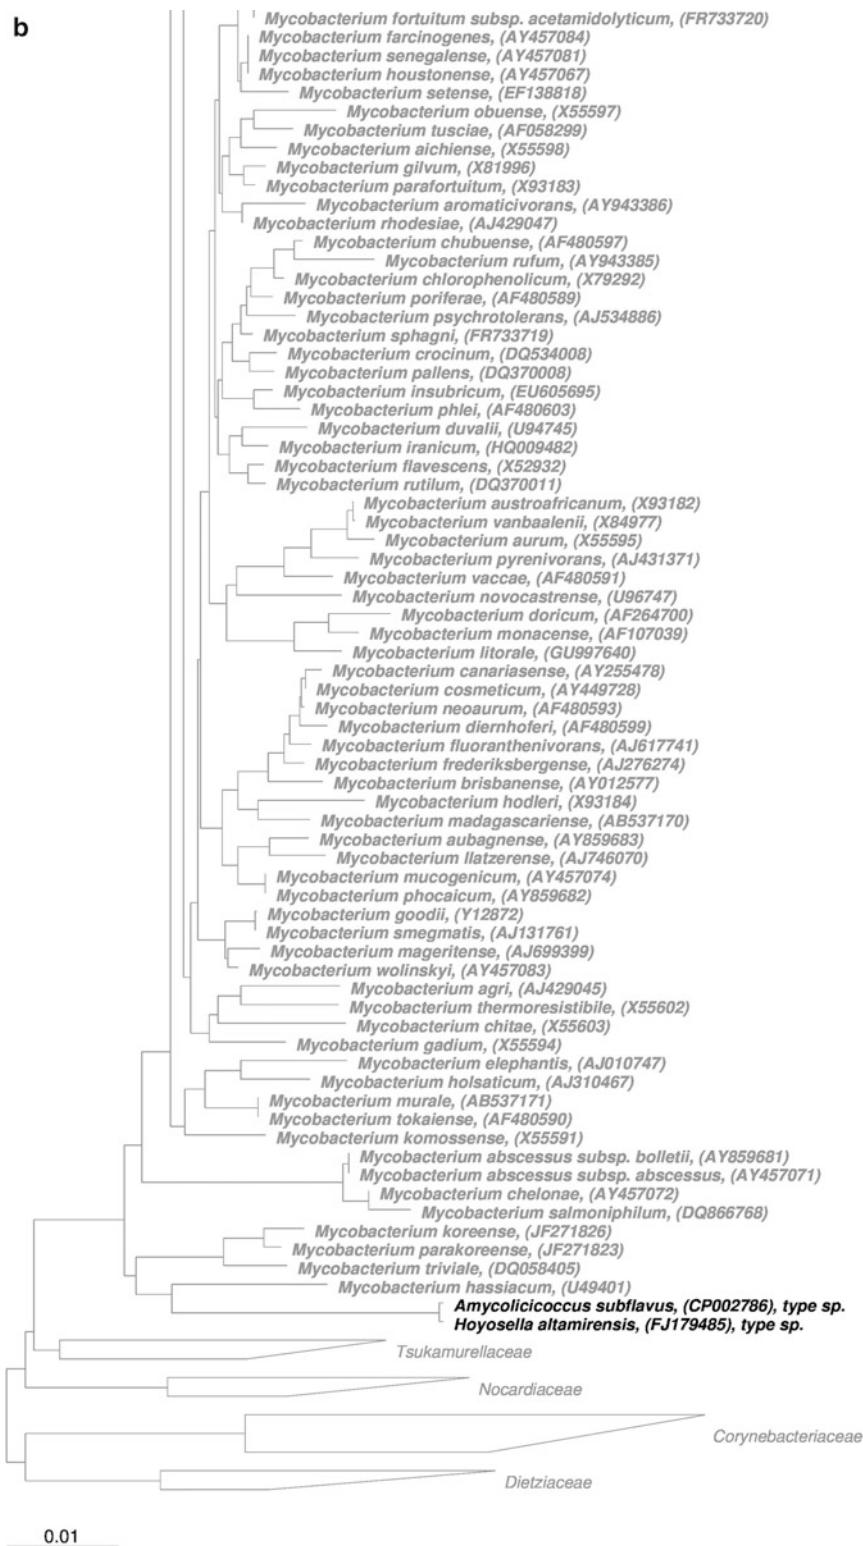 b
Mycobacterium fortuitum subsp. acetamidolyticum, (FR733720)
Mycobacterium farcinogenes, (AY457084)
Mycobacterium senegalense, (AY457081)
Mycobacterium houstonense, (AY457067)
Mycobacterium setense, (EF138818)
Mycobacterium obuense, (X55597)
Mycobacterium tusciae, (AF058299)
Mycobacterium aichiense, (X55598)
Mycobacterium gilvum, (X81996)
Mycobacterium parafortuitum, (X93183)
Mycobacterium aromaticivorans, (AY943386)
Mycobacterium rhodesiae, (AJ429047)
Mycobacterium chubuense, (AF480597)
Mycobacterium rufum, (AY943385)
Mycobacterium chlorophenolicum, (X79292)
Mycobacterium poriferae, (AF480589)
Mycobacterium psychrotolerans, (AJ534886)
Mycobacterium sphagni, (FR733719)
Mycobacterium crocinum, (DQ534008)
Mycobacterium pallens, (DQ370008)
Mycobacterium insubricum, (EU605695)
Mycobacterium phlei, (AF480603)
Mycobacterium duvalii, (U94745)
Mycobacterium iranicum, (HQ009482)
Mycobacterium flavescens, (X52932)
Mycobacterium rutilum, (DQ370011)
Mycobacterium austroafricanum, (X93182)
Mycobacterium vanbaalenii, (X84977)
Mycobacterium aurum, (X55595)
Mycobacterium pyrenivorans, (AJ431371)
Mycobacterium vaccae, (AF480591)
Mycobacterium novocastrense, (U96747)
Mycobacterium doricum, (AF264700)
Mycobacterium monacense, (AF107039)
Mycobacterium litorale, (GU997640)
Mycobacterium canariasense, (AY255478)
Mycobacterium cosmeticum, (AY449728)
Mycobacterium neoaurum, (AF480593)
Mycobacterium diernhoferi, (AF480599)
Mycobacterium fluoranthenivorans, (AJ617741)
Mycobacterium frederiksbergense, (AJ276274)
Mycobacterium brisbanense, (AY012577)
Mycobacterium hodleri, (X93184)
Mycobacterium madagascariense, (AB537170)
Mycobacterium aubagnense, (AY859683)
Mycobacterium llatzerense, (AJ746070)
Mycobacterium mucogenicum, (AY457074)
Mycobacterium phocaicum, (AY859682)
Mycobacterium goodii, (Y12872)
Mycobacterium smegmatis, (AJ131761)
Mycobacterium mageritense, (AJ699399)
Mycobacterium wolinskyi, (AY457083)
Mycobacterium agri, (AJ429045)
Mycobacterium thermoresistibile, (X55602)
Mycobacterium chitae, (X55603)
Mycobacterium gadium, (X55594)
Mycobacterium elephantis, (AJ010747)
Mycobacterium holsaticum, (AJ310467)
Mycobacterium murale, (AB537171)
Mycobacterium tokaiense, (AF480590)
Mycobacterium komossense, (X55591)
Mycobacterium abscessus subsp. bolletii, (AY859681)
Mycobacterium abscessus subsp. abscessus, (AY457071)
Mycobacterium chelonae, (AY457072)
Mycobacterium salmoniphilum, (DQ866768)
Mycobacterium koreense, (JF271826)
Mycobacterium parakoreense, (JF271823)
Mycobacterium triviale, (DQ058405)
Mycobacterium hassiacum, (U49401)
Amycolicicoccus subflavus, (CP002786), type sp.
Hoyosella altamirensis, (FJ179485), type sp.
Tsukamurellaceae
Nocardiaceae
Corynebacteriaceae
Dietziaceae
0.01